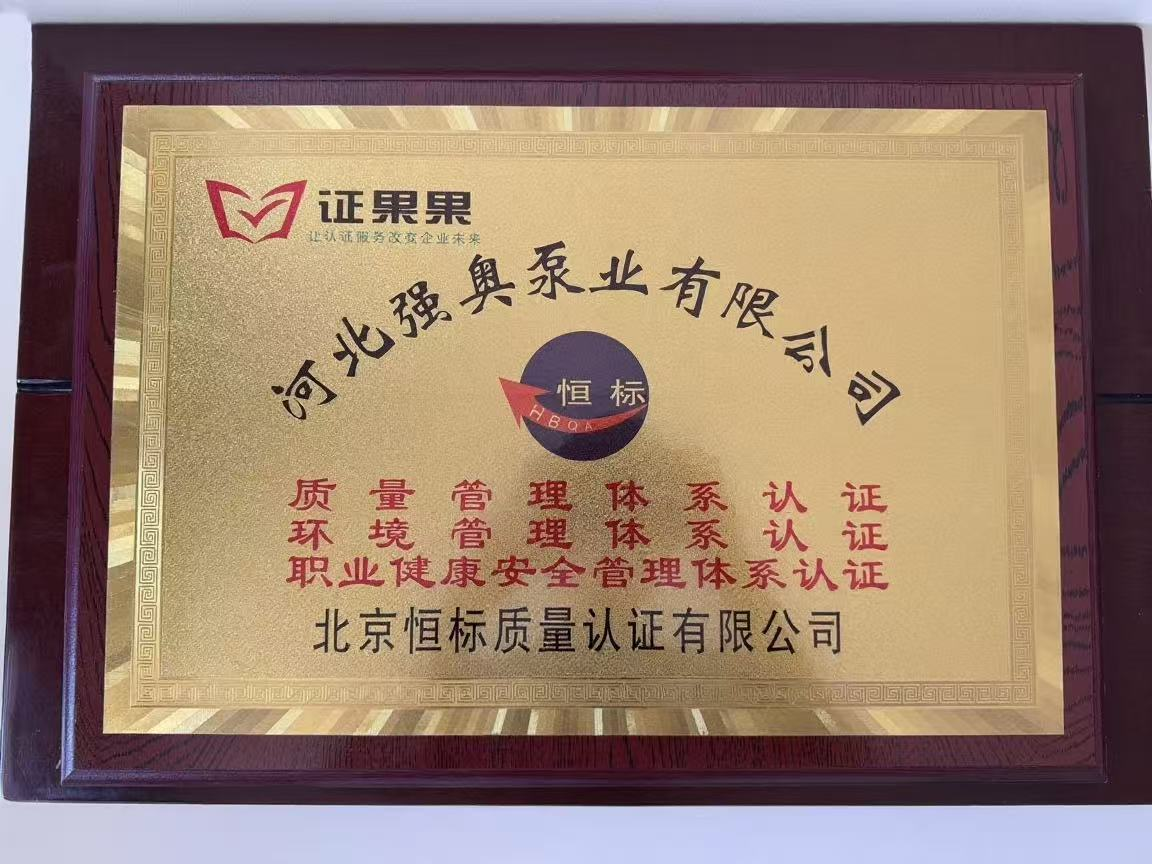 证果果
让认证服务改变企业未来
河北强奥泵业有限公司
恒标
HBQA
质量管理体系认证
环境管理体系认证
职业健康安全管理体系认证
北京恒标质量认证有限公司